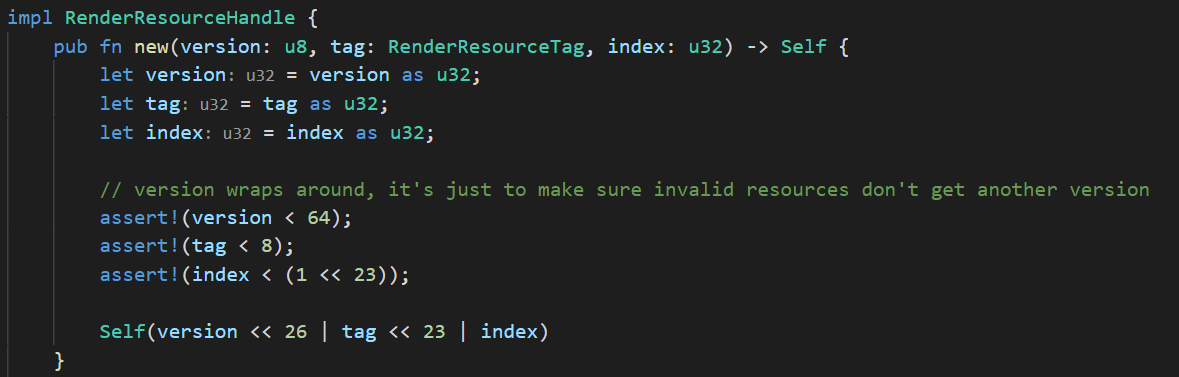 impl RenderResourceHandle {
    pub fn new(version: u8, tag: RenderResourceTag, index: u32) -> Self {
        let version: u32 = version as u32;
        let tag: u32 = tag as u32;
        let index: u32 = index as u32;

        // version wraps around, it's just to make sure invalid resources don't get another version
        assert!(version < 64);
        assert!(tag < 8);
        assert!(index < (1 << 23));

        Self(version << 26 | tag << 23 | index)
    }